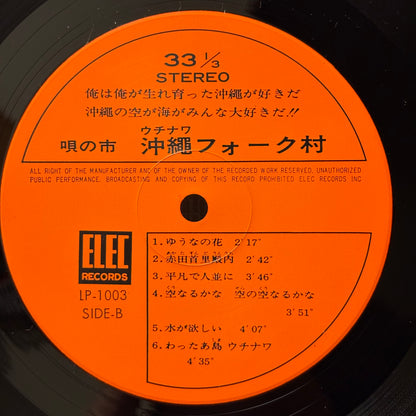 33 1/3
STEREO
俺は俺が生れ育った沖縄が好きだ
沖縄の空が海がみんな大好きだ!!
ウチナワ
唄の市 沖縄フォーク村
ALL RIGHT OF THE MANUFACTURER AND OF THE OWNER OF THE RECORDED WORK RESERVED. UNAUTHORIZED
PUBLIC PERFORMANCE, BROADCASTING AND COPYING OF THIS RECORD PROHIBITED ELEC RECORDS INC.
ELEC
RECORDS
LP-1003
SIDE-B
1. ゆうなの花 2'17"
2. 赤田首里殿内 2'42"
3. 平凡で人並に 3'46"
4. 空なるかな 空の空なるかな
3'51"
5. 水が欲しい 4'07"
6. わったあ島 ウチナワ
4'35"